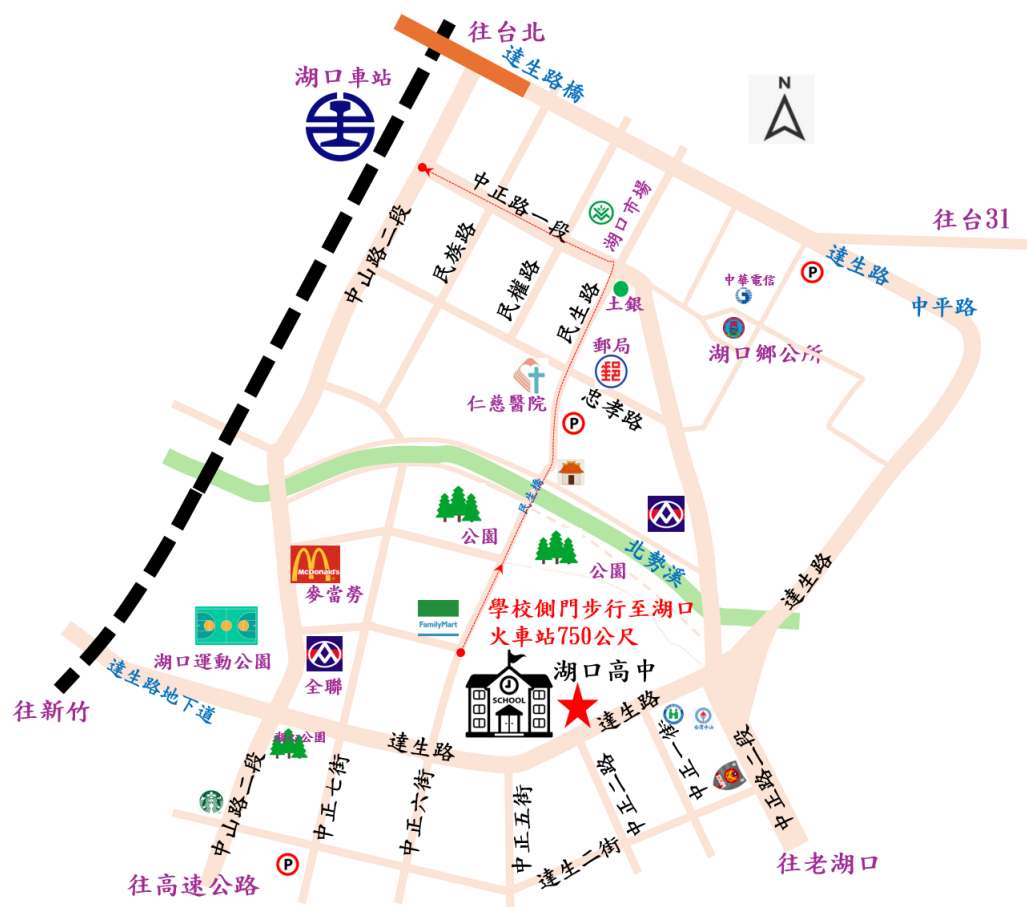 往台北
達生路橋
湖口車站
N
中正路一段
湖口市場
往台31
中山路二段
民族路
民權路
民生路
土銀
中華電信
P
達生路
中平路
湖口鄉公所
郵局
郵
仁慈醫院
忠孝路
P
民生橋
公園
公園
北勢溪
達生路
McDonald's
麥當勞
FamilyMart
學校側門步行至湖口
火車站750公尺
湖口運動公園
全聯
SCHOOL
湖口高中
往新竹
達生路地下道
公園
達生路
達生路
中正一街
中正二路
中正二段
中山路二段
中正七街
中正六街
中正五街
達生二街
P
往高速公路
往老湖口